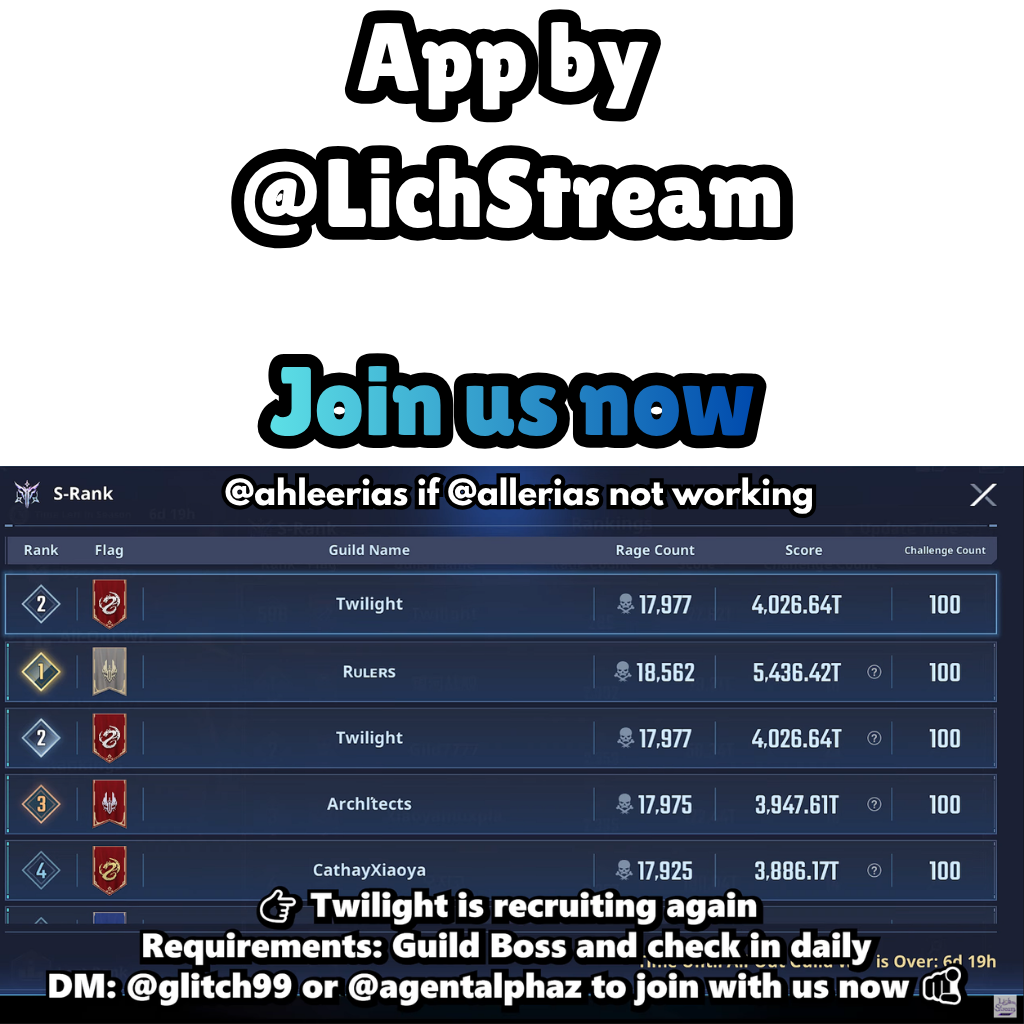 App by
@LichStream
Join us now
S-Rank
@ahleerias if @allerias not working
Rank Flag Guild Name Rage Count Score Challenge Count
2 Twilight 17,977 4,026.64T 100
1 Rulers 18,562 5,436.42T ? 100
2 Twilight 17,977 4,026.64T ? 100
3 ArchItects 17,975 3,947.61T ? 100
4 CathayXiaoya 17,925 3,886.17T ? 100
👉 Twilight is recruiting again
Requirements: Guild Boss and check in daily
is Over: 6d 19h
DM: @glitch99 or @agentalphaz to join with us now